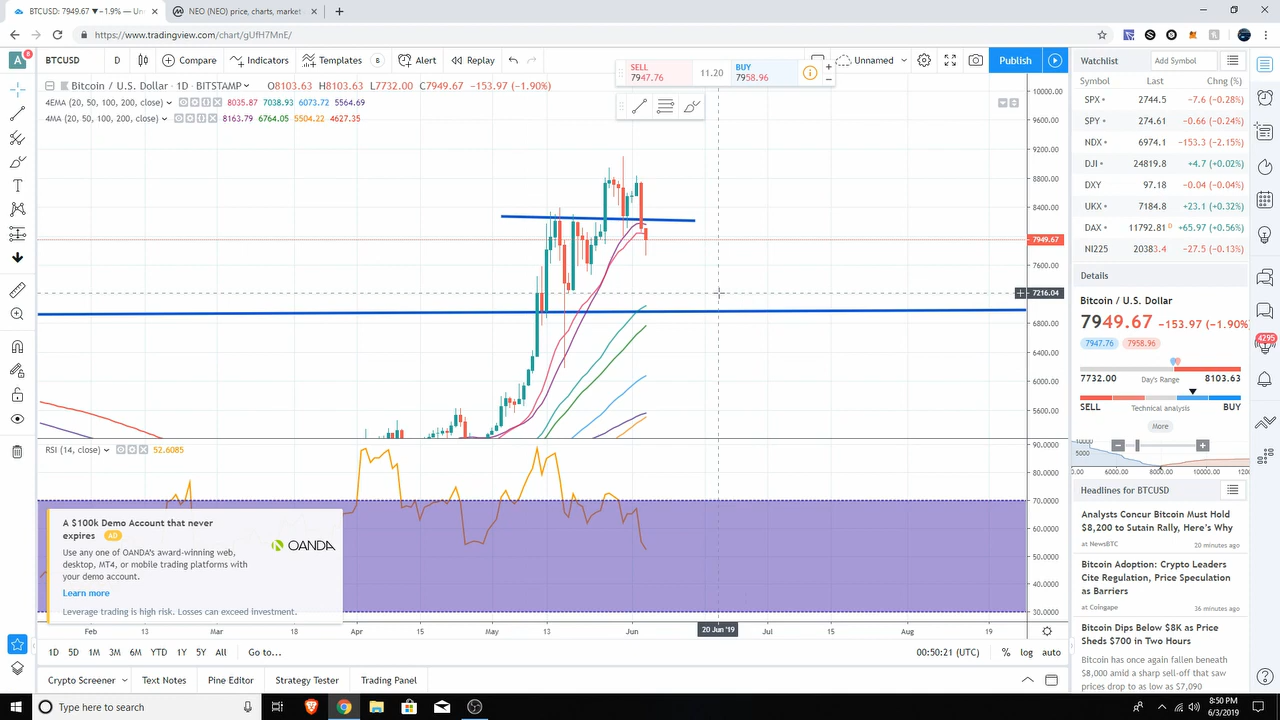 BTCUSD: 7949.67 ▼ −1.9% — Un
NEO (NEO) price, charts, market
https://www.tradingview.com/chart/gUfH7MnE/
BTCUSD D Compare Indicators Templates Alert Replay Unnamed Publish
SELL 7947.76 11.20 BUY 7958.96
Bitcoin / U.S. Dollar · 1D · BITSTAMP O8103.63 H8103.63 L7732.00 C7949.67 −153.97 (−1.90%)
4EMA (20, 50, 100, 200, close) 8035.87 7038.93 6073.72 5564.69
4MA (20, 50, 100, 200, close) 8163.79 6764.05 5504.22 4627.35
10000.00
9600.00
9200.00
8800.00
8400.00
7949.67
7600.00
7216.04
6800.00
6400.00
6000.00
5600.00
RSI (14, close) 52.6085
90.0000
80.0000
70.0000
60.0000
50.0000
40.0000
30.0000
A $100k Demo Account that never
expires AD
OANDA
Use any one of OANDA's award-winning web,
desktop, MT4, or mobile trading platforms with
your demo account.
Learn more
Leverage trading is high risk. Losses can exceed investment.
Feb 13 Mar 18 Apr 15 May 13 Jun 20 Jun '19 Jul 15 Aug 19
1D 5D 1M 3M 6M YTD 1Y 5Y All Go to... 00:50:21 (UTC) % log auto
Crypto Screener Text Notes Pine Editor Strategy Tester Trading Panel
Watchlist Add Symbol
Symbol Last Chng (%)
SPX 2744.5 −7.6 (−0.28%)
SPY 274.61 −0.66 (−0.24%)
NDX 6974.1 −153.3 (−2.15%)
DJI 24819.8 +4.7 (+0.02%)
DXY 97.18 −0.04 (−0.04%)
UKX 7184.8 +23.1 (+0.32%)
DAX 11792.81 D +65.97 (+0.56%)
NI225 20383.4 −27.5 (−0.13%)
Details
Bitcoin / U.S. Dollar
7949.67 −153.97 (−1.90%
7947.76 7958.96
7732.00 Day's Range 8103.63
SELL Technical analysis BUY
More
10000
5000
4.00 6000.00 8000.00 10000.00 120
Headlines for BTCUSD
Analysts Concur Bitcoin Must Hold
$8,200 to Sutain Rally, Here's Why
at NewsBTC 20 minutes ago
Bitcoin Adoption: Crypto Leaders
Cite Regulation, Price Speculation
as Barriers
at Coingape 36 minutes ago
Bitcoin Dips Below $8K as Price
Sheds $700 in Two Hours
Bitcoin has once again fallen beneath
$8,000 amid a sharp sell-off that saw
prices drop to as low as $7,090
A 8
4295
Type here to search
8:50 PM
6/3/2019